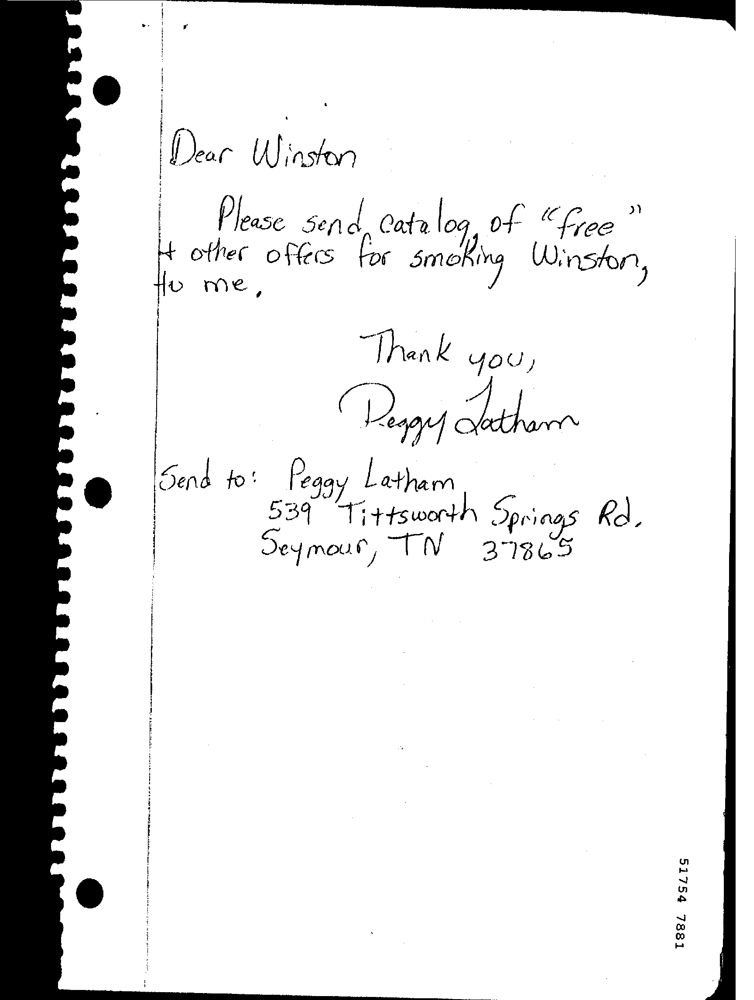 Dear Winston
Please send catalog, of "free"
+ other offers for smoking Winston,
to me.
Thank you,
Peggy Latham
Send to: Peggy Latham
539 Tittsworth Springs Rd.
Seymour, TN 37865
51754 7881